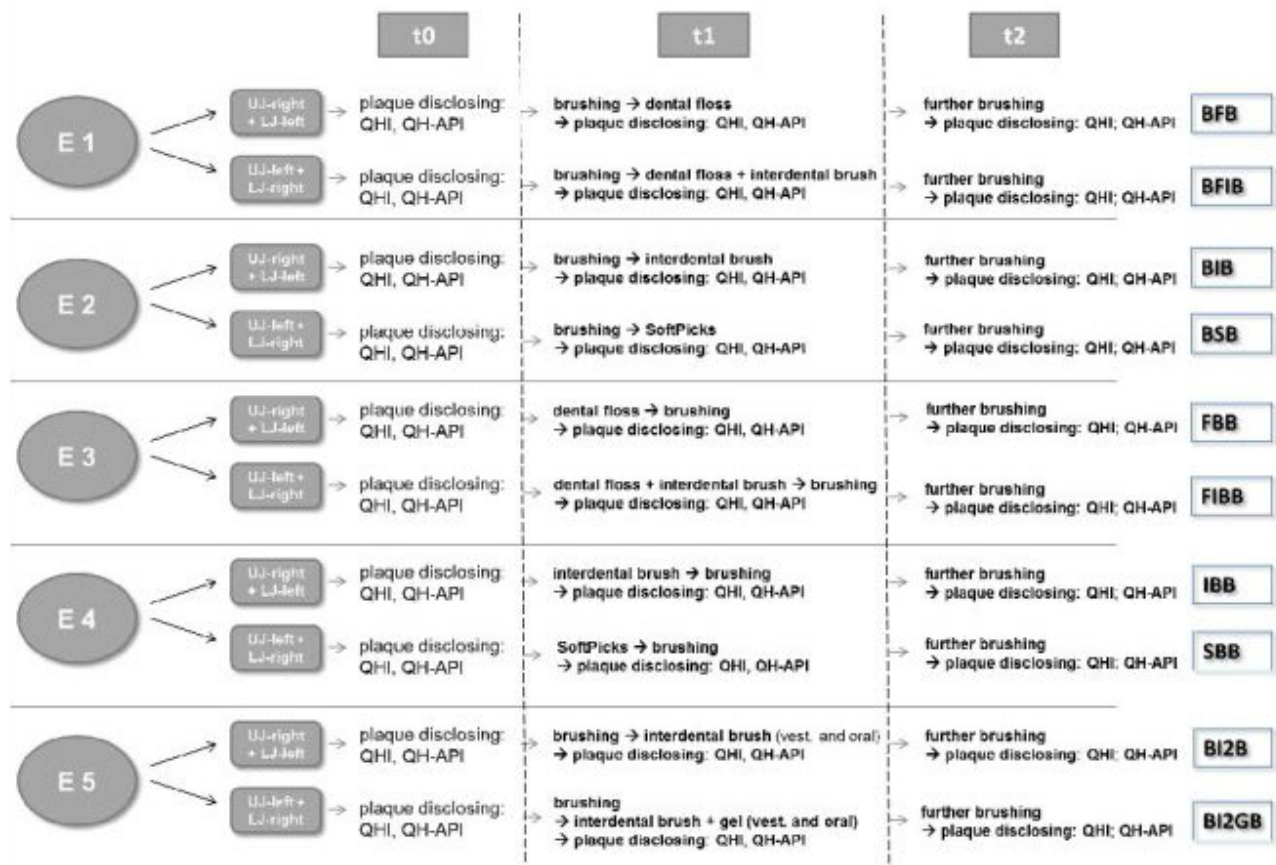 t0
t1
t2
E 1
UJ-right
+ LJ-left
plaque disclosing:
QHI, QH-API
brushing → dental floss
→ plaque disclosing: QHI, QH-API
further brushing
→ plaque disclosing: QHI; QH-API
BFB
UJ-left +
LJ-right
plaque disclosing:
QHI, QH-API
brushing → dental floss + interdental brush
→ plaque disclosing: QHI, QH-API
further brushing
→ plaque disclosing: QHI; QH-API
BFIB
E 2
UJ-right
+ LJ-left
plaque disclosing:
QHI, QH-API
brushing → interdental brush
→ plaque disclosing: QHI, QH-API
further brushing
→ plaque disclosing: QHI; QH-API
BIB
UJ-left +
LJ-right
plaque disclosing:
QHI, QH-API
brushing → SoftPicks
→ plaque disclosing: QHI, QH-API
further brushing
→ plaque disclosing: QHI; QH-API
BSB
E 3
UJ-right
+ LJ-left
plaque disclosing:
QHI, QH-API
dental floss → brushing
→ plaque disclosing: QHI, QH-API
further brushing
→ plaque disclosing: QHI; QH-API
FBB
UJ-left +
LJ-right
plaque disclosing:
QHI, QH-API
dental floss + interdental brush → brushing
→ plaque disclosing: QHI, QH-API
further brushing
→ plaque disclosing: QHI; QH-API
FIBB
E 4
UJ-right
+ LJ-left
plaque disclosing:
QHI, QH-API
interdental brush → brushing
→ plaque disclosing: QHI, QH-API
further brushing
→ plaque disclosing: QHI; QH-API
IBB
UJ-left +
LJ-right
plaque disclosing:
QHI, QH-API
SoftPicks → brushing
→ plaque disclosing: QHI, QH-API
further brushing
→ plaque disclosing: QHI; QH-API
SBB
E 5
UJ-right
+ LJ-left
plaque disclosing:
QHI, QH-API
brushing → interdental brush (vest. and oral)
→ plaque disclosing: QHI, QH-API
further brushing
→ plaque disclosing: QHI; QH-API
BI2B
UJ-left +
LJ-right
plaque disclosing:
QHI, QH-API
brushing
→ interdental brush + gel (vest. and oral)
→ plaque disclosing: QHI, QH-API
further brushing
→ plaque disclosing: QHI; QH-API
BI2GB